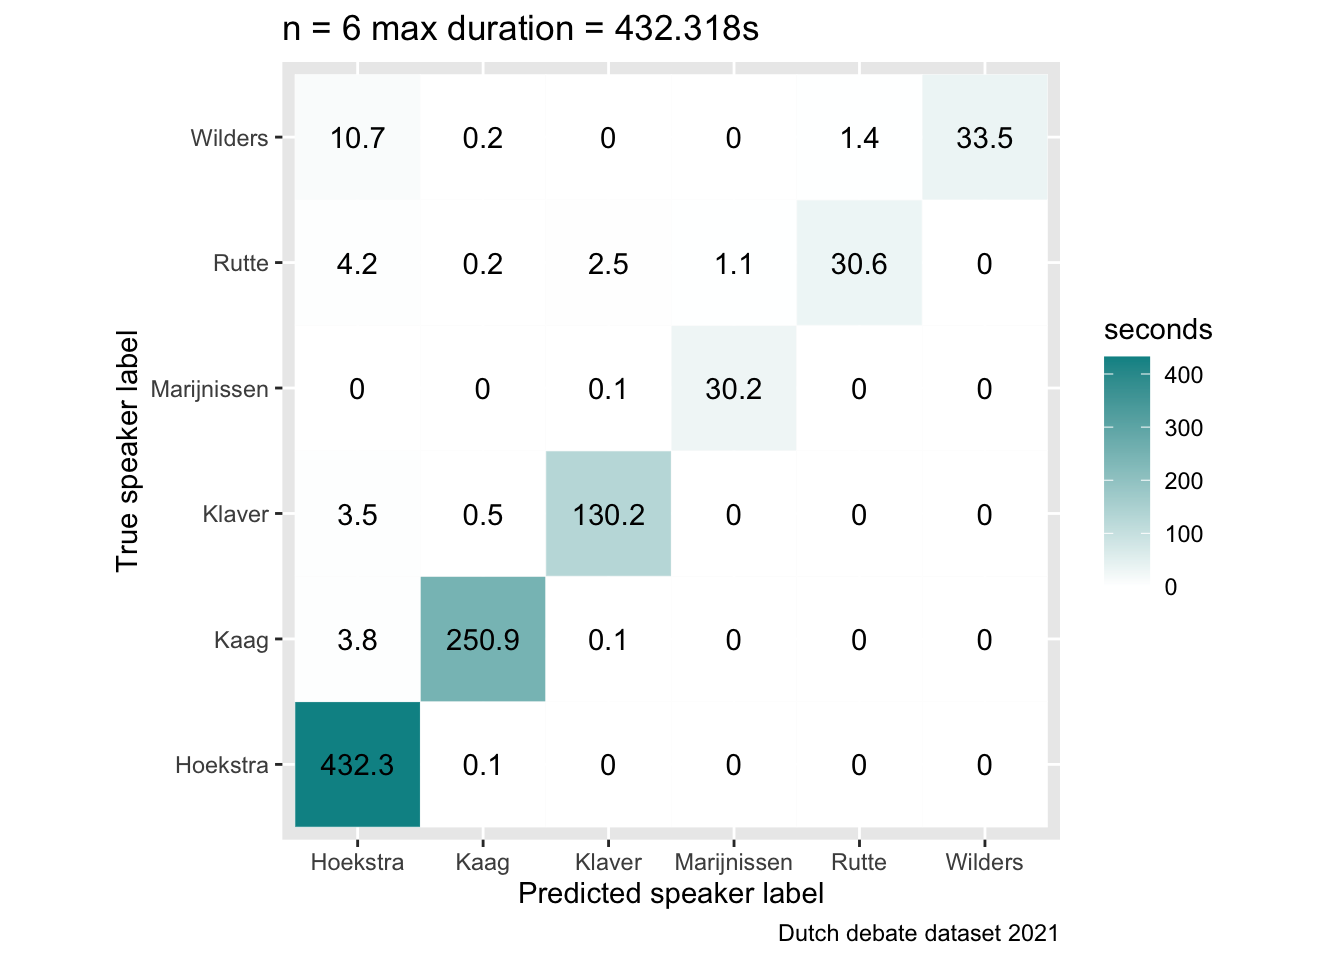 n = 6 max duration = 432.318s
Wilders 10.7 0.2 0 0 1.4 33.5
Rutte 4.2 0.2 2.5 1.1 30.6 0
Marijnissen 0 0 0.1 30.2 0 0
Klaver 3.5 0.5 130.2 0 0 0
Kaag 3.8 250.9 0.1 0 0 0
Hoekstra 432.3 0.1 0 0 0 0
Hoekstra Kaag Klaver Marijnissen Rutte Wilders
Predicted speaker label
True speaker label
seconds
400
300
200
100
0
Dutch debate dataset 2021